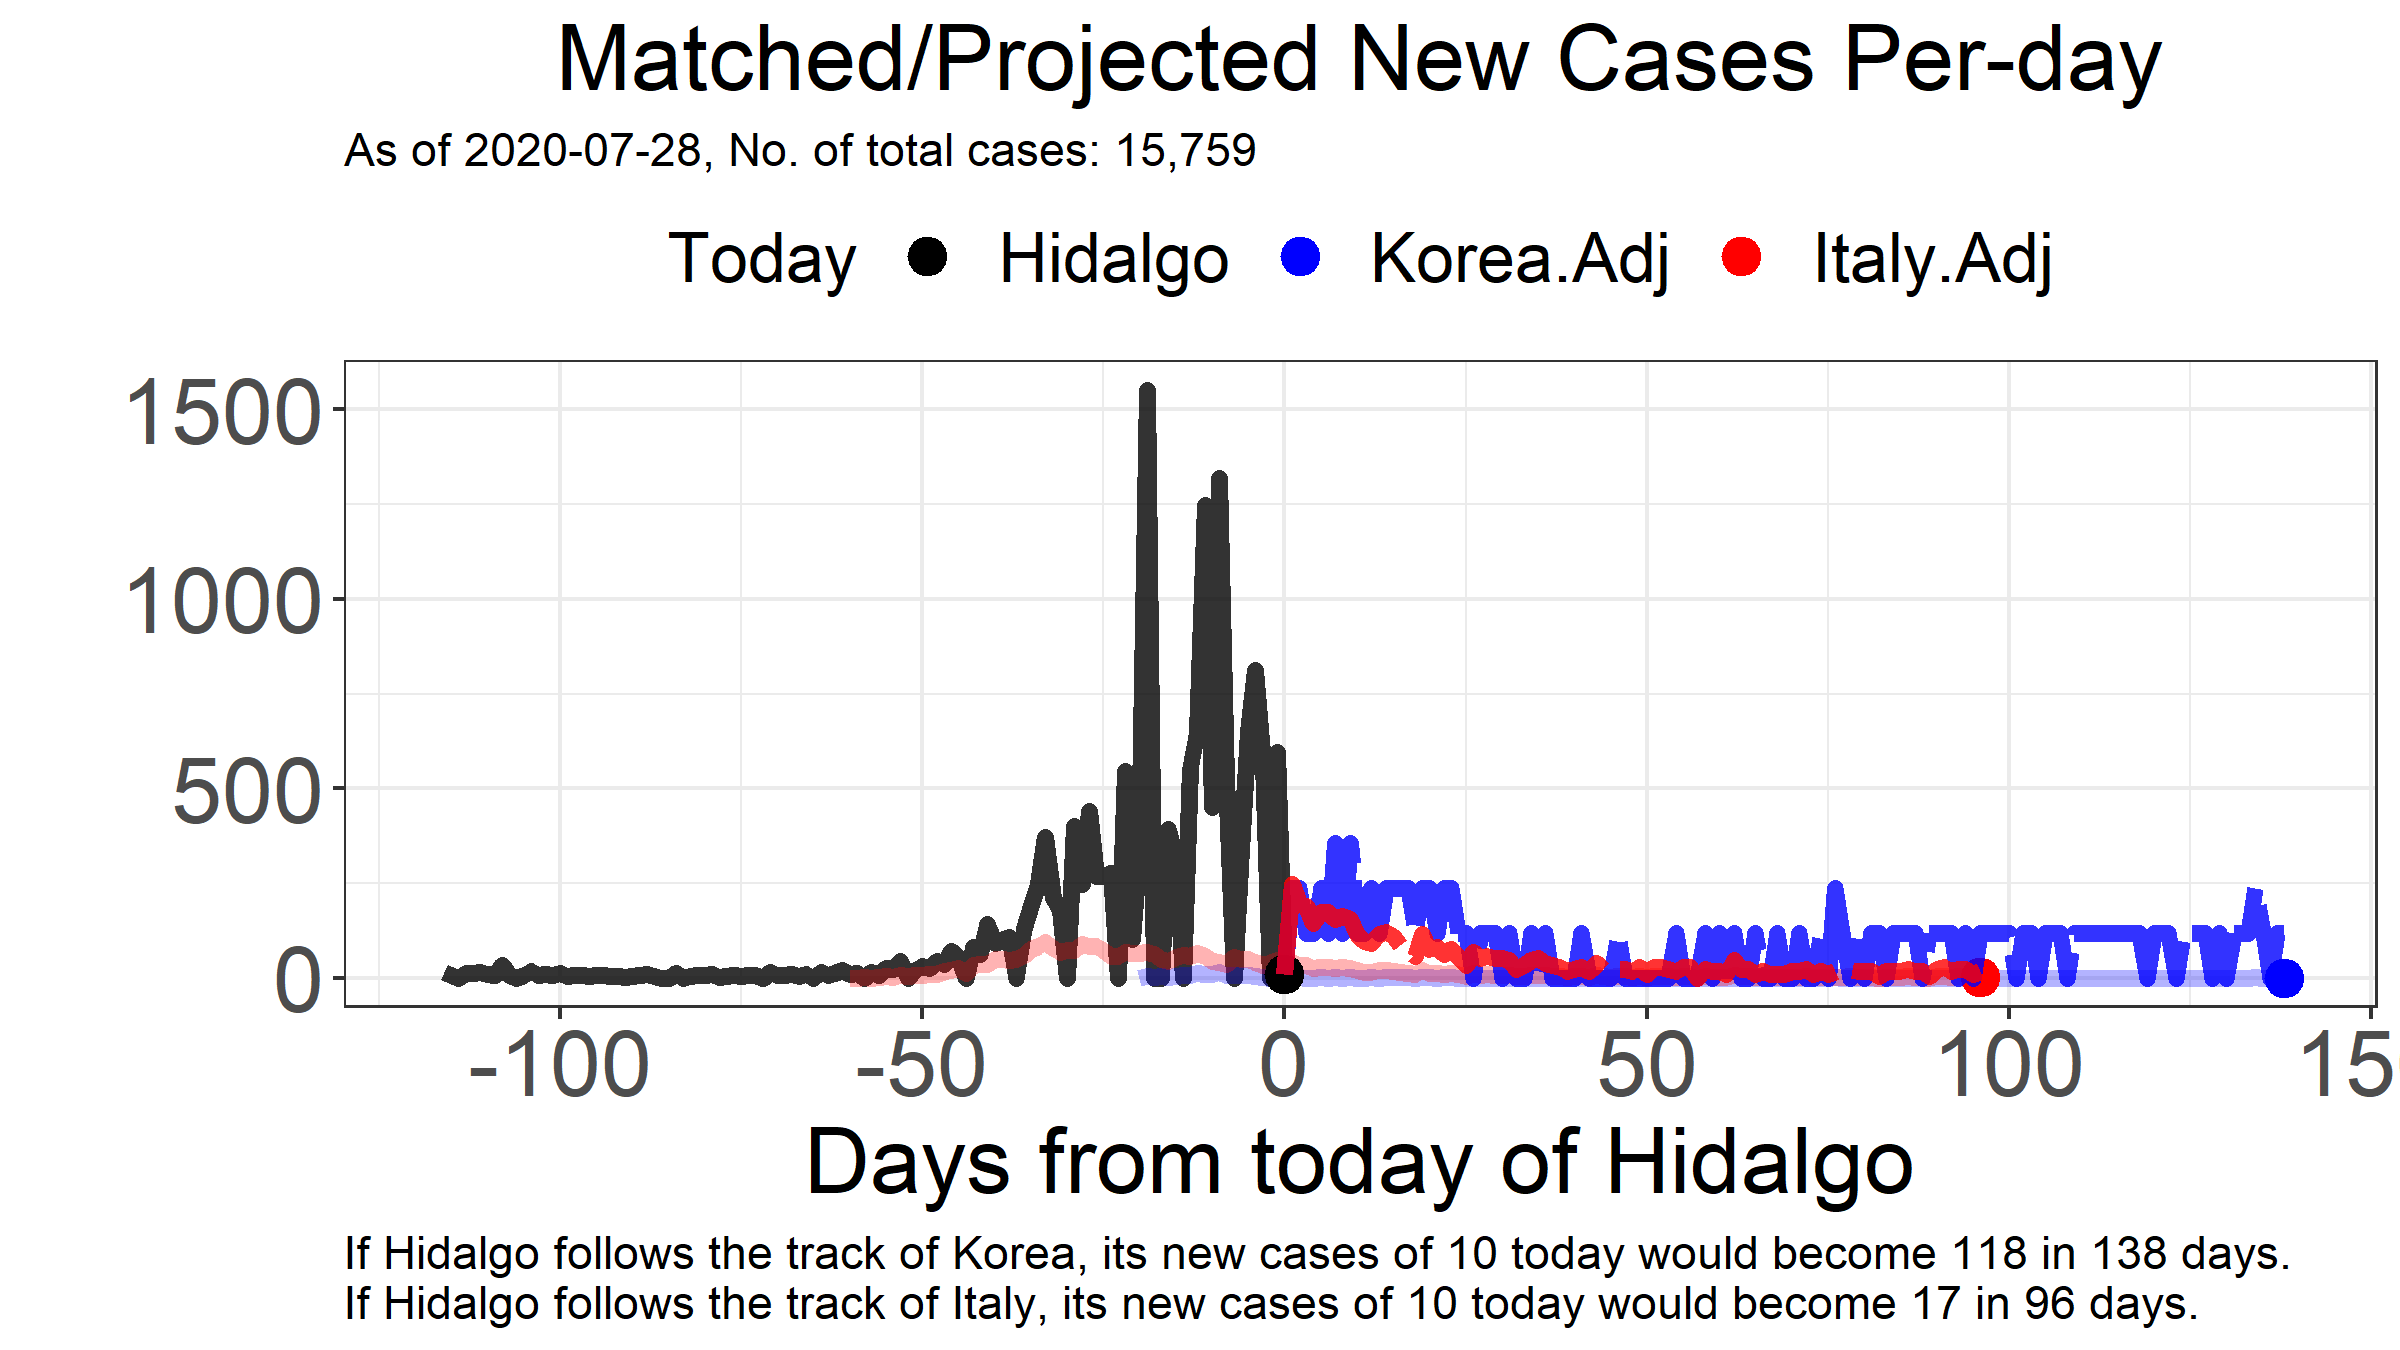 Matched/Projected New Cases Per-day
As of 2020-07-28, No. of total cases: 15,759
Today Hidalgo Korea.Adj Italy.Adj
1500
1000
500
0
-100 -50 0 50 100 15
Days from today of Hidalgo
If Hidalgo follows the track of Korea, its new cases of 10 today would become 118 in 138 days.
If Hidalgo follows the track of Italy, its new cases of 10 today would become 17 in 96 days.